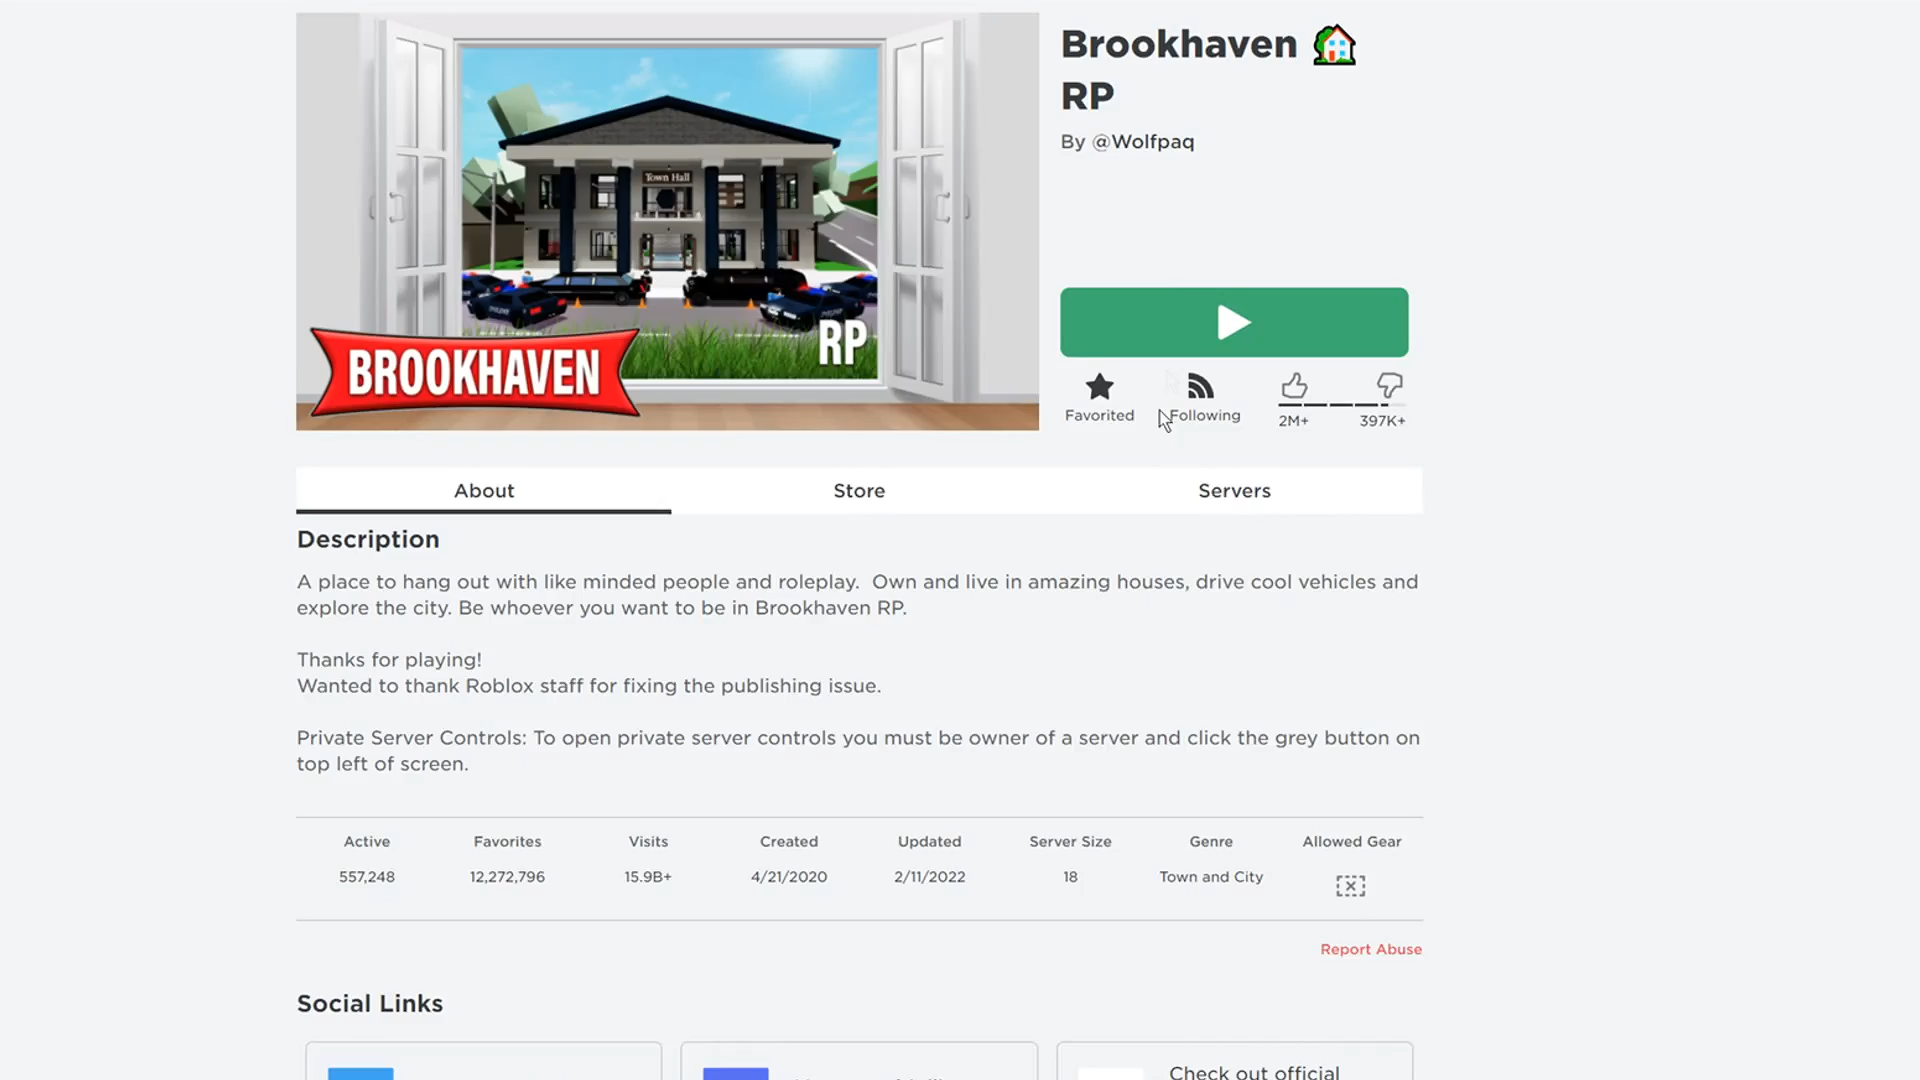 Town Hall
BROOKHAVEN
RP
Brookhaven
RP
By @Wolfpaq
Favorited
Following
2M+
397K+
About
Store
Servers
Description
A place to hang out with like minded people and roleplay.  Own and live in amazing houses, drive cool vehicles and
explore the city. Be whoever you want to be in Brookhaven RP.
Thanks for playing!
Wanted to thank Roblox staff for fixing the publishing issue.
Private Server Controls: To open private server controls you must be owner of a server and click the grey button on
top left of screen.
Active Favorites Visits Created Updated Server Size Genre Allowed Gear
557,248 12,272,796 15.9B+ 4/21/2020 2/11/2022 18 Town and City
Report Abuse
Social Links
Check out official